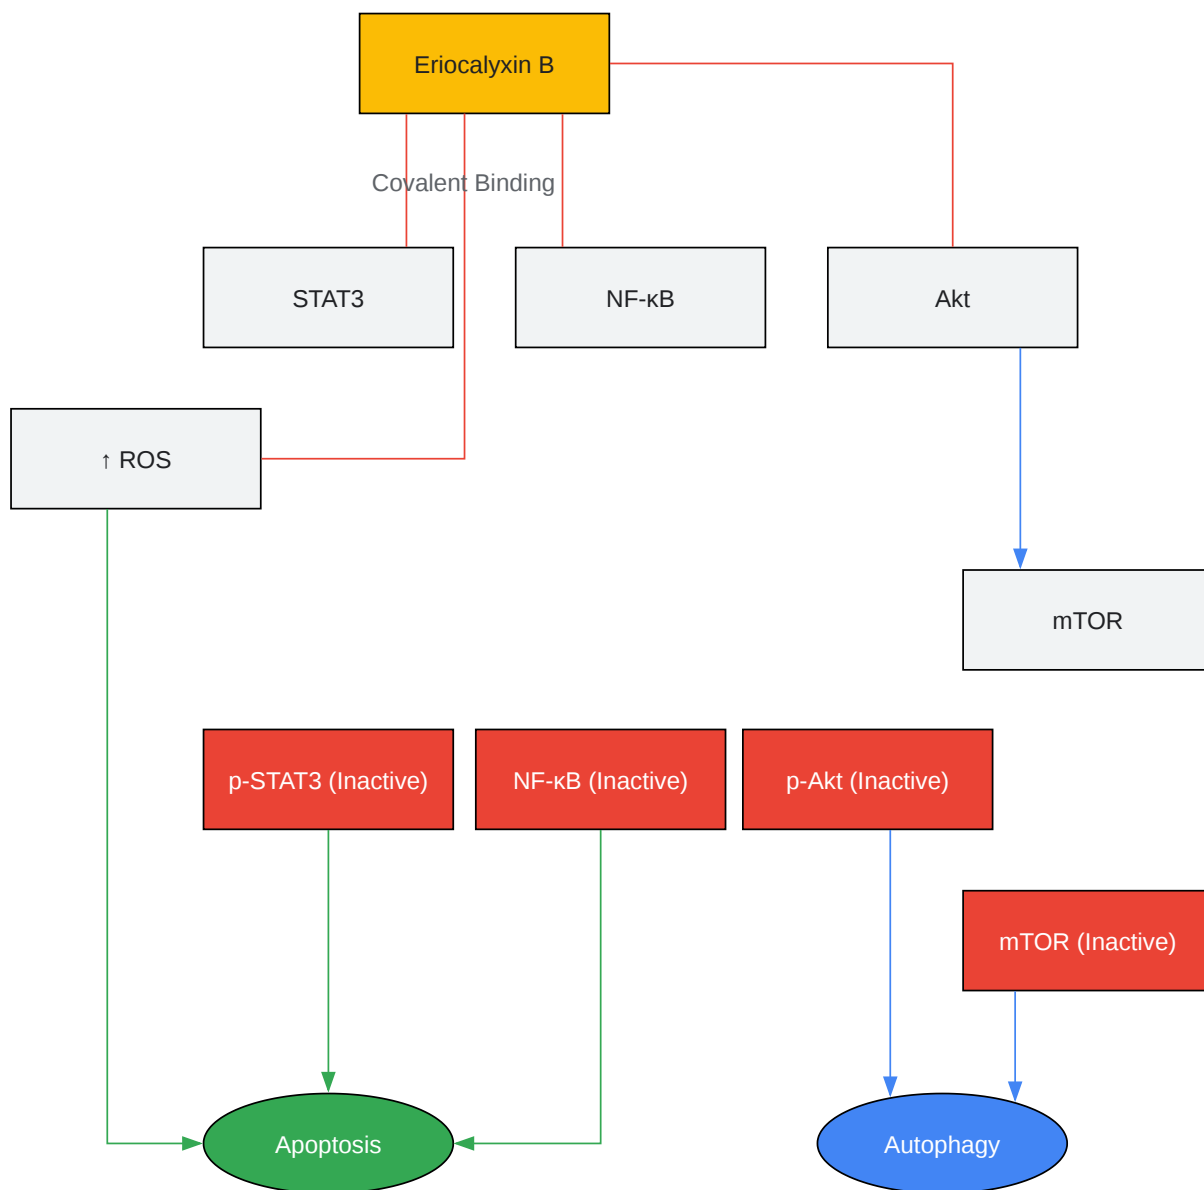 Eriocalyxin B
Covalent Binding
STAT3
NF-κB
Akt
↑ ROS
mTOR
p-STAT3 (Inactive)
NF-κB (Inactive)
p-Akt (Inactive)
mTOR (Inactive)
Apoptosis
Autophagy